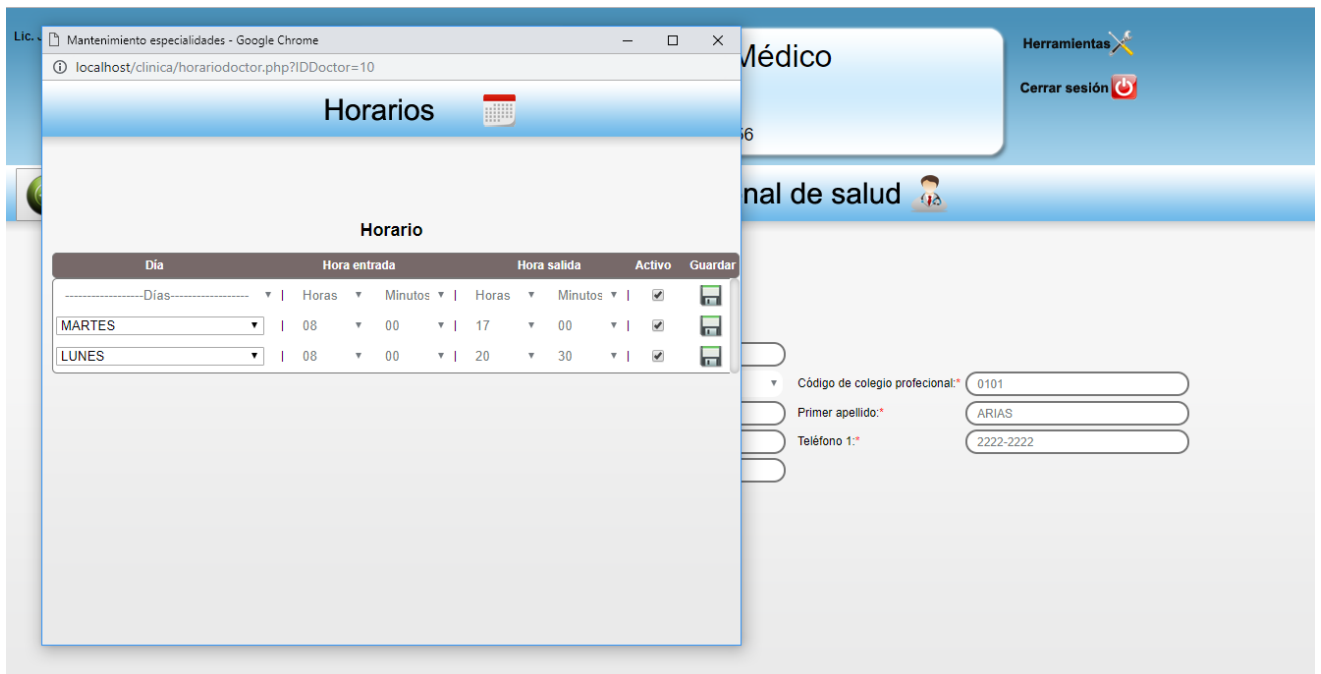 Lic.
Mantenimiento especialidades - Google Chrome
localhost/clinica/horariodoctor.php?IDDoctor=10
Horarios
Horario
Día Hora entrada Hora salida Activo Guardar
------------------Días------------------ | Horas Minutos | Horas Minutos |
MARTES | 08 00 | 17 00 |
LUNES | 08 00 | 20 30 |
Médico
56
Herramientas
Cerrar sesión
nal de salud
Código de colegio profecional:* 0101
Primer apellido:* ARIAS
Teléfono 1:* 2222-2222